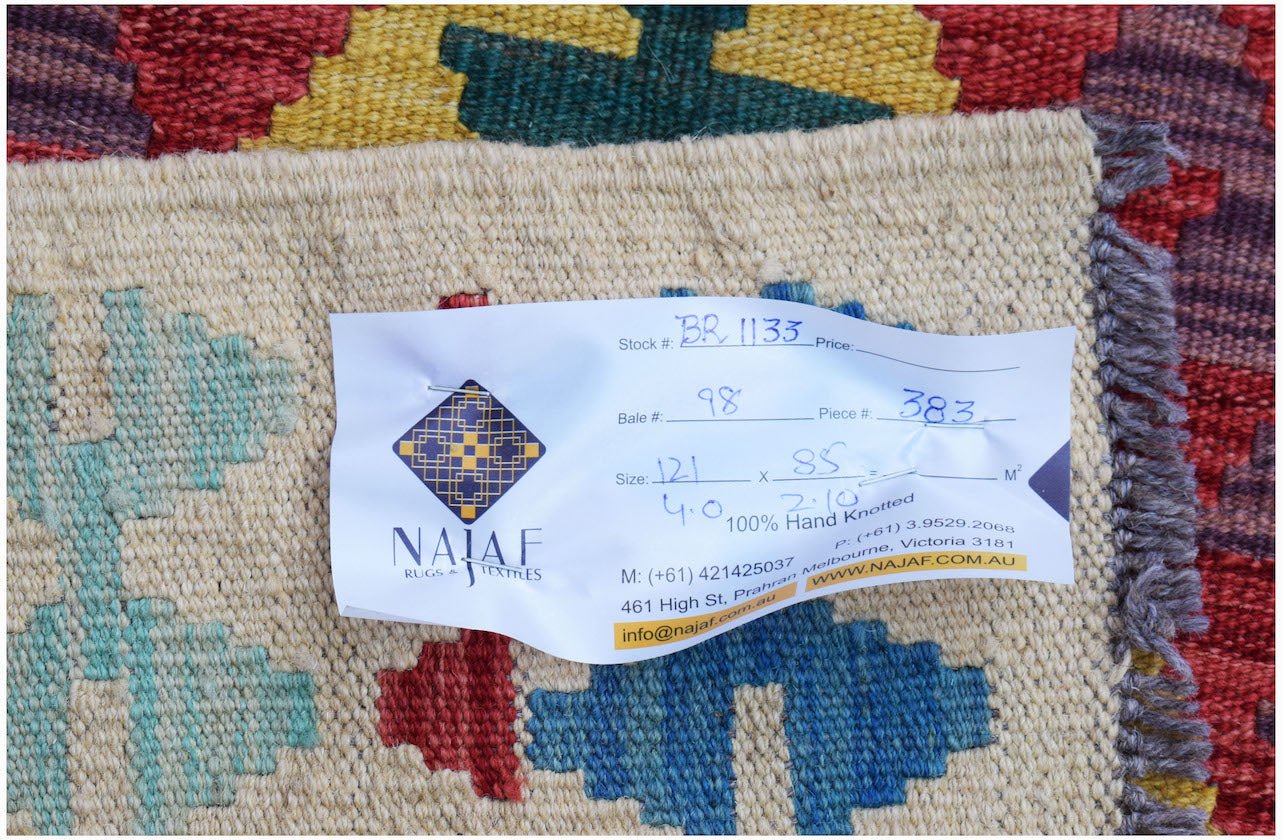 NAJAF
RUGS & TEXTILES
Stock #: BR 1133 Price:
Bale #: 98 Piece #: 383
Size: 121 x 85 = M²
4.0 2.10
100% Hand Knotted
P: (+61) 3.9529.2068
M: (+61) 421425037
461 High St, Prahran Melbourne, Victoria 3181
info@najaf.com.au WWW.NAJAF.COM.AU